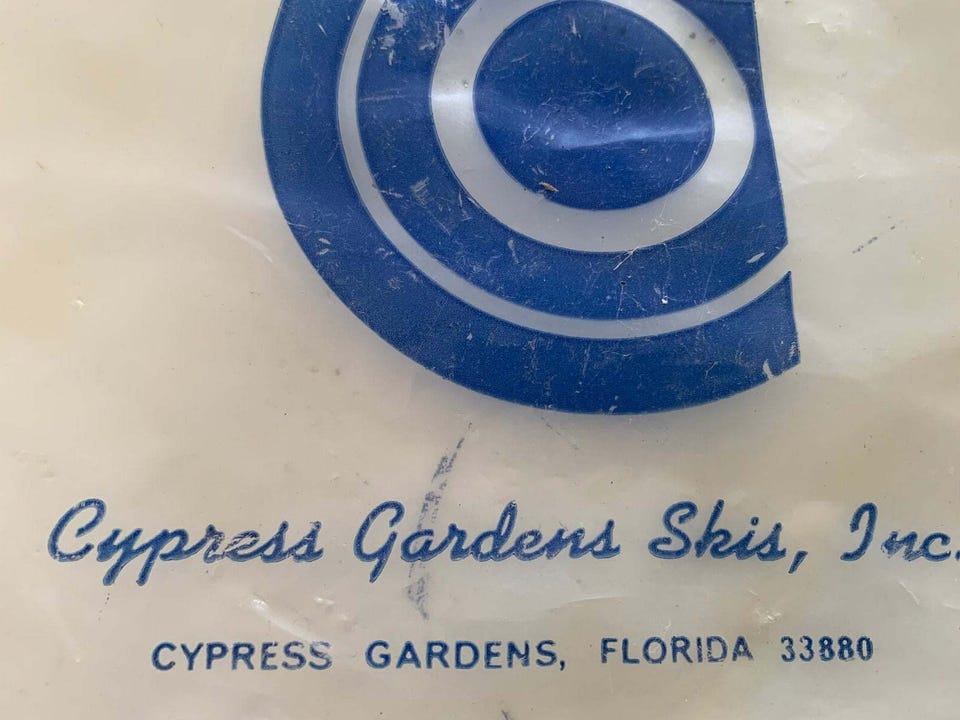 Cypress Gardens Skis, Inc.
CYPRESS GARDENS, FLORIDA 33880